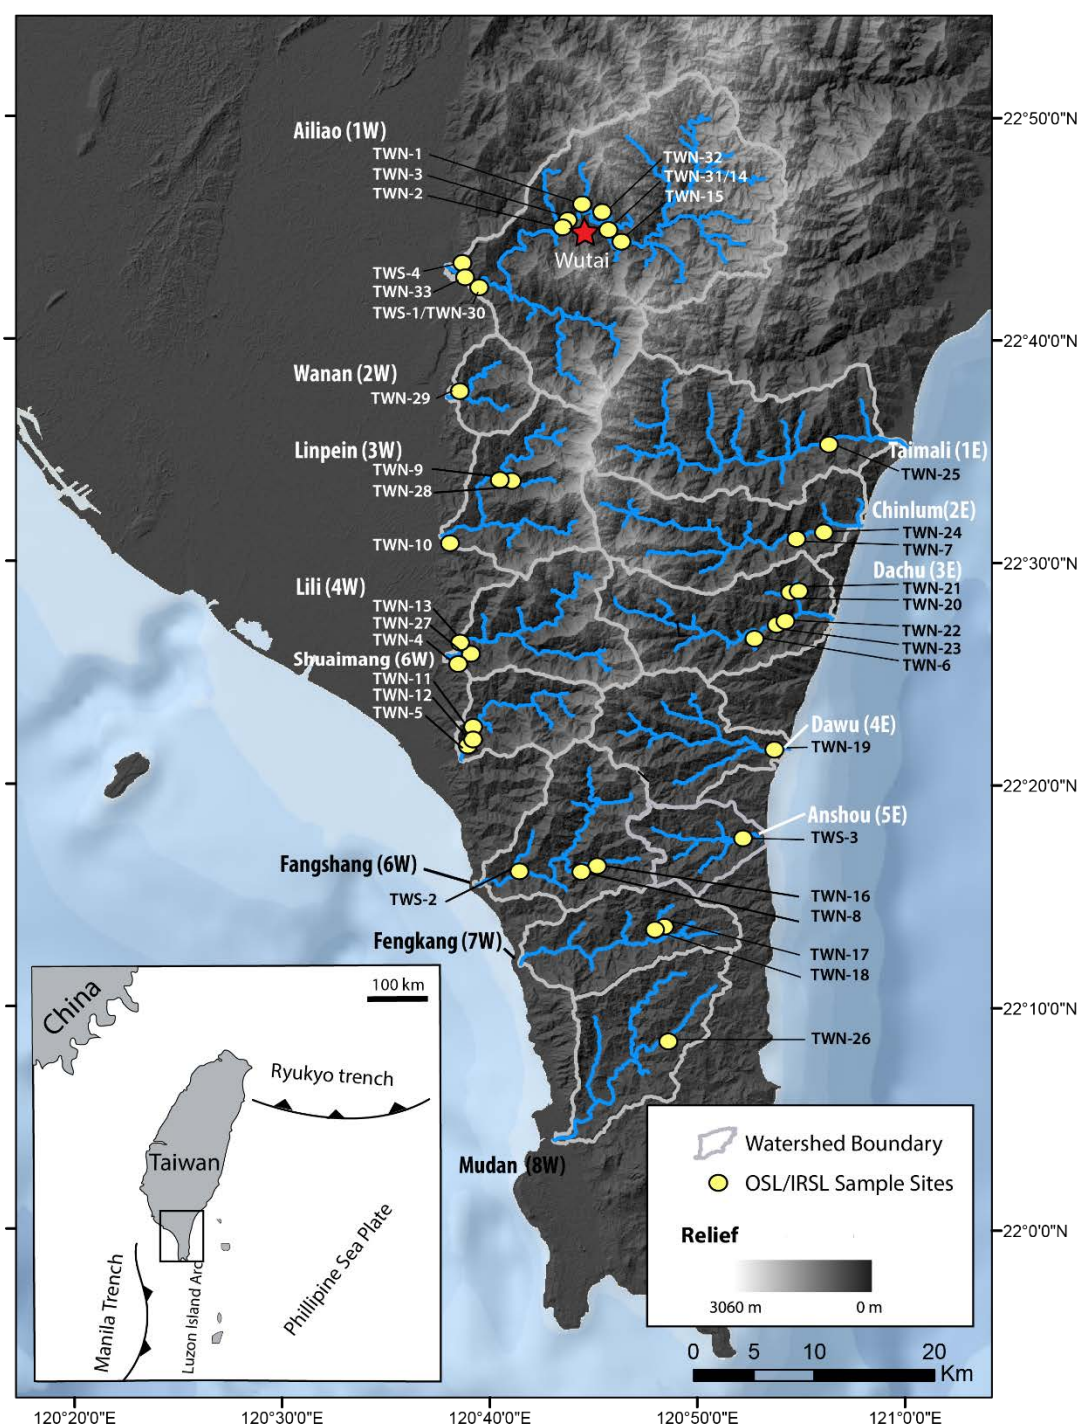 Ailiao (1W)
TWN-1
TWN-3
TWN-2
TWN-32
TWN-31/14
TWN-15
Wutai
TWS-4
TWN-33
TWS-1/TWN-30
Wanan (2W)
TWN-29
Linpein (3W)
TWN-9
TWN-28
TWN-10
Lili (4W)
TWN-13
TWN-27
TWN-4
Shuaimang (6W)
TWN-11
TWN-12
TWN-5
Fangshang (6W)
TWS-2
Fengkang (7W)
Mudan (8W)
Taimali (1E)
TWN-25
Chinlum(2E)
TWN-24
TWN-7
Dachu (3E)
TWN-21
TWN-20
TWN-22
TWN-23
TWN-6
Dawu (4E)
TWN-19
Anshou (5E)
TWS-3
TWN-16
TWN-8
TWN-17
TWN-18
TWN-26
22°50'0"N
22°40'0"N
22°30'0"N
22°20'0"N
22°10'0"N
22°0'0"N
100 km
China
Ryukyo trench
Taiwan
Manila Trench
Luzon Island Arc
Phillipine Sea Plate
Watershed Boundary
OSL/IRSL Sample Sites
Relief
3060 m 0 m
0 5 10 20
Km
120°20'0"E 120°30'0"E 120°40'0"E 120°50'0"E 121°0'0"E